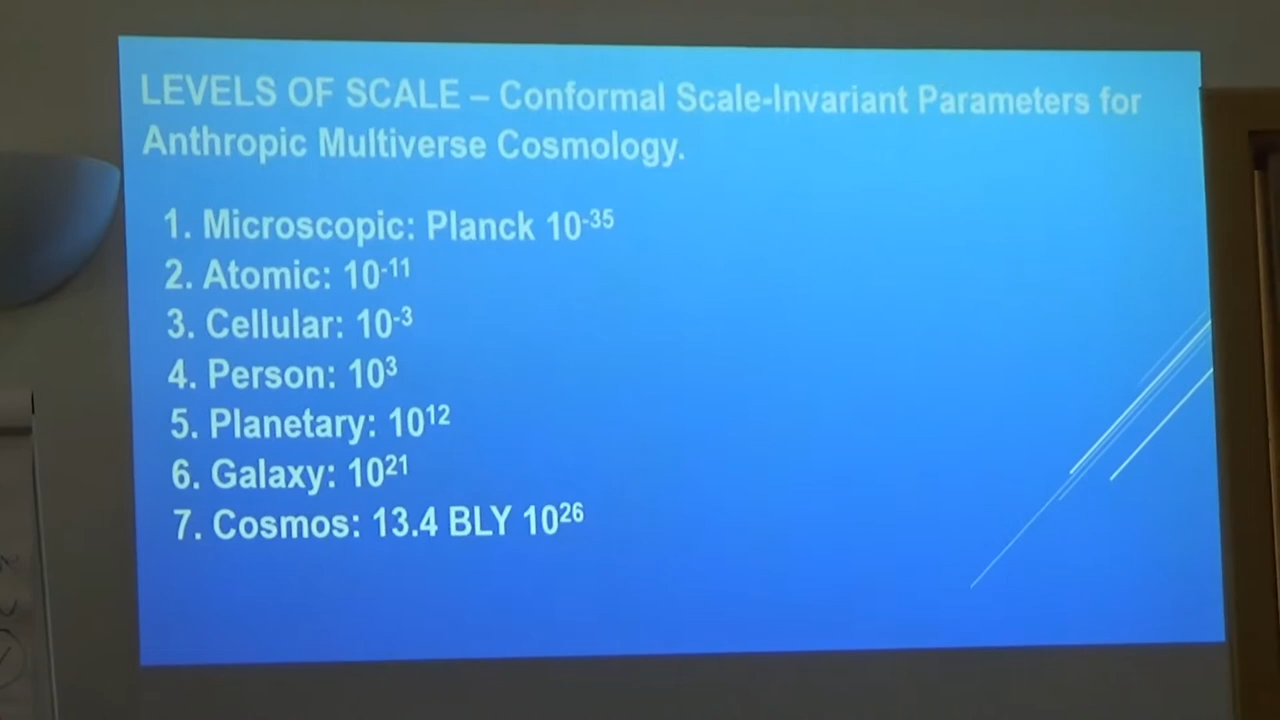 LEVELS OF SCALE – Conformal Scale-Invariant Parameters for
Anthropic Multiverse Cosmology.
1. Microscopic: Planck 10⁻³⁵
2. Atomic: 10⁻¹¹
3. Cellular: 10⁻³
4. Person: 10³
5. Planetary: 10¹²
6. Galaxy: 10²¹
7. Cosmos: 13.4 BLY 10²⁶